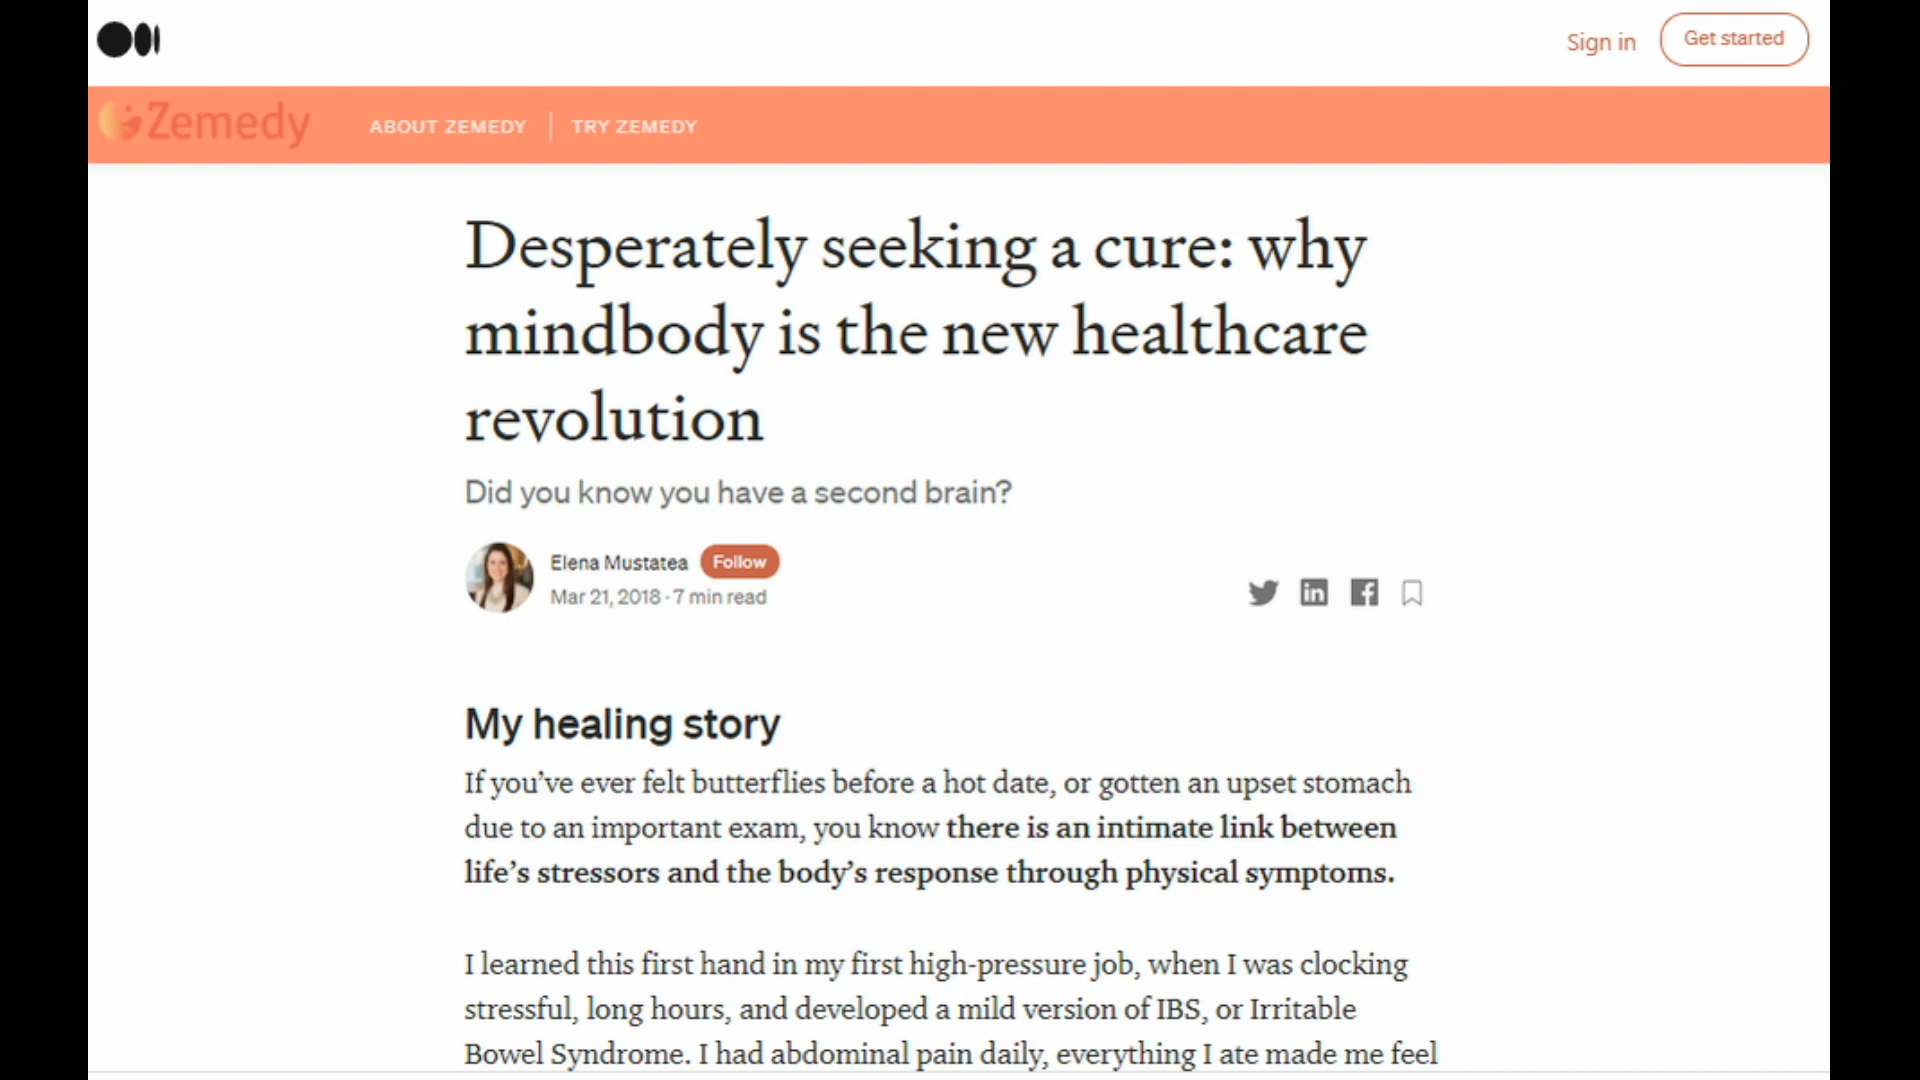 Sign in
Get started
Zemedy
ABOUT ZEMEDY
TRY ZEMEDY
Desperately seeking a cure: why
mindbody is the new healthcare
revolution
Did you know you have a second brain?
Elena Mustatea
Follow
Mar 21, 2018 · 7 min read
My healing story
If you’ve ever felt butterflies before a hot date, or gotten an upset stomach
due to an important exam, you know there is an intimate link between
life’s stressors and the body’s response through physical symptoms.
I learned this first hand in my first high-pressure job, when I was clocking
stressful, long hours, and developed a mild version of IBS, or Irritable
Bowel Syndrome. I had abdominal pain daily, everything I ate made me feel